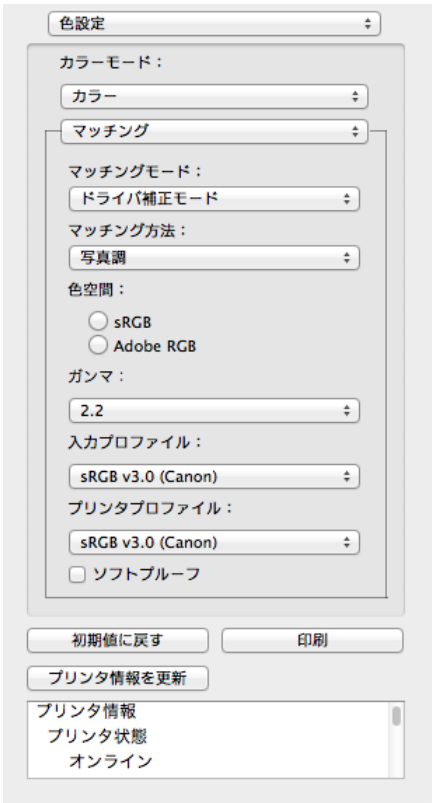 色設定
カラーモード：
カラー
マッチング
マッチングモード：
ドライバ補正モード
マッチング方法：
写真調
色空間：
sRGB
Adobe RGB
ガンマ：
2.2
入力プロファイル：
sRGB v3.0 (Canon)
プリンタプロファイル：
sRGB v3.0 (Canon)
ソフトプルーフ
初期値に戻す 印刷
プリンタ情報を更新
プリンタ情報
プリンタ状態
オンライン